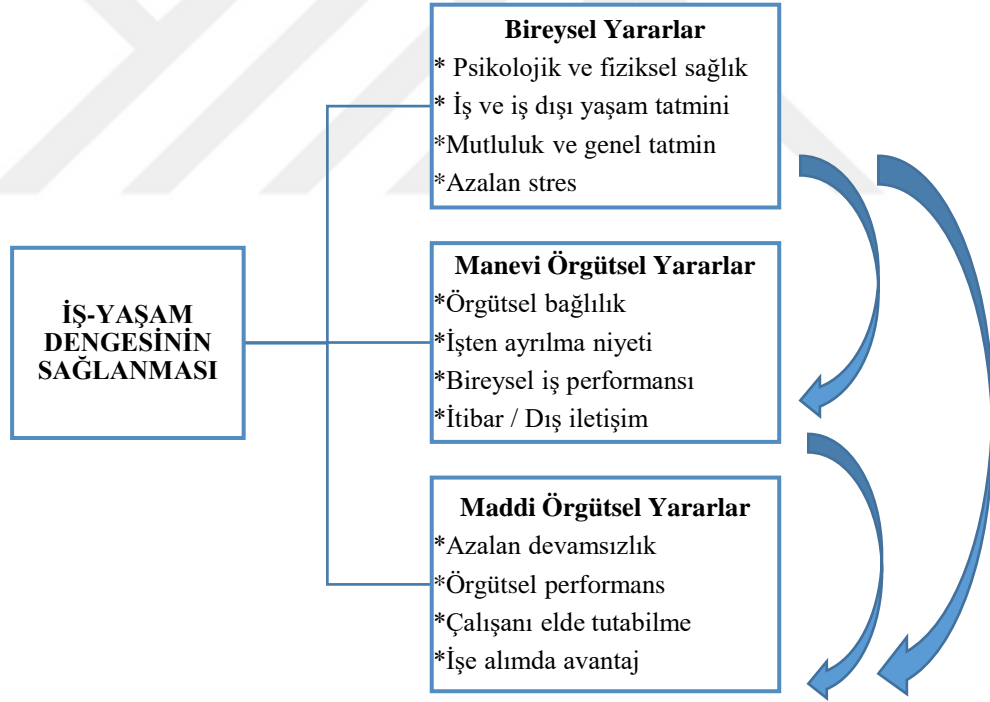 Bireysel Yararlar
* Psikolojik ve fiziksel sağlık
* İş ve iş dışı yaşam tatmini
*Mutluluk ve genel tatmin
*Azalan stres
İŞ-YAŞAM
DENGESİNİN
SAĞLANMASI
Manevi Örgütsel Yararlar
*Örgütsel bağlılık
*İşten ayrılma niyeti
*Bireysel iş performansı
*İtibar / Dış iletişim
Maddi Örgütsel Yararlar
*Azalan devamsızlık
*Örgütsel performans
*Çalışanı elde tutabilme
*İşe alımda avantaj